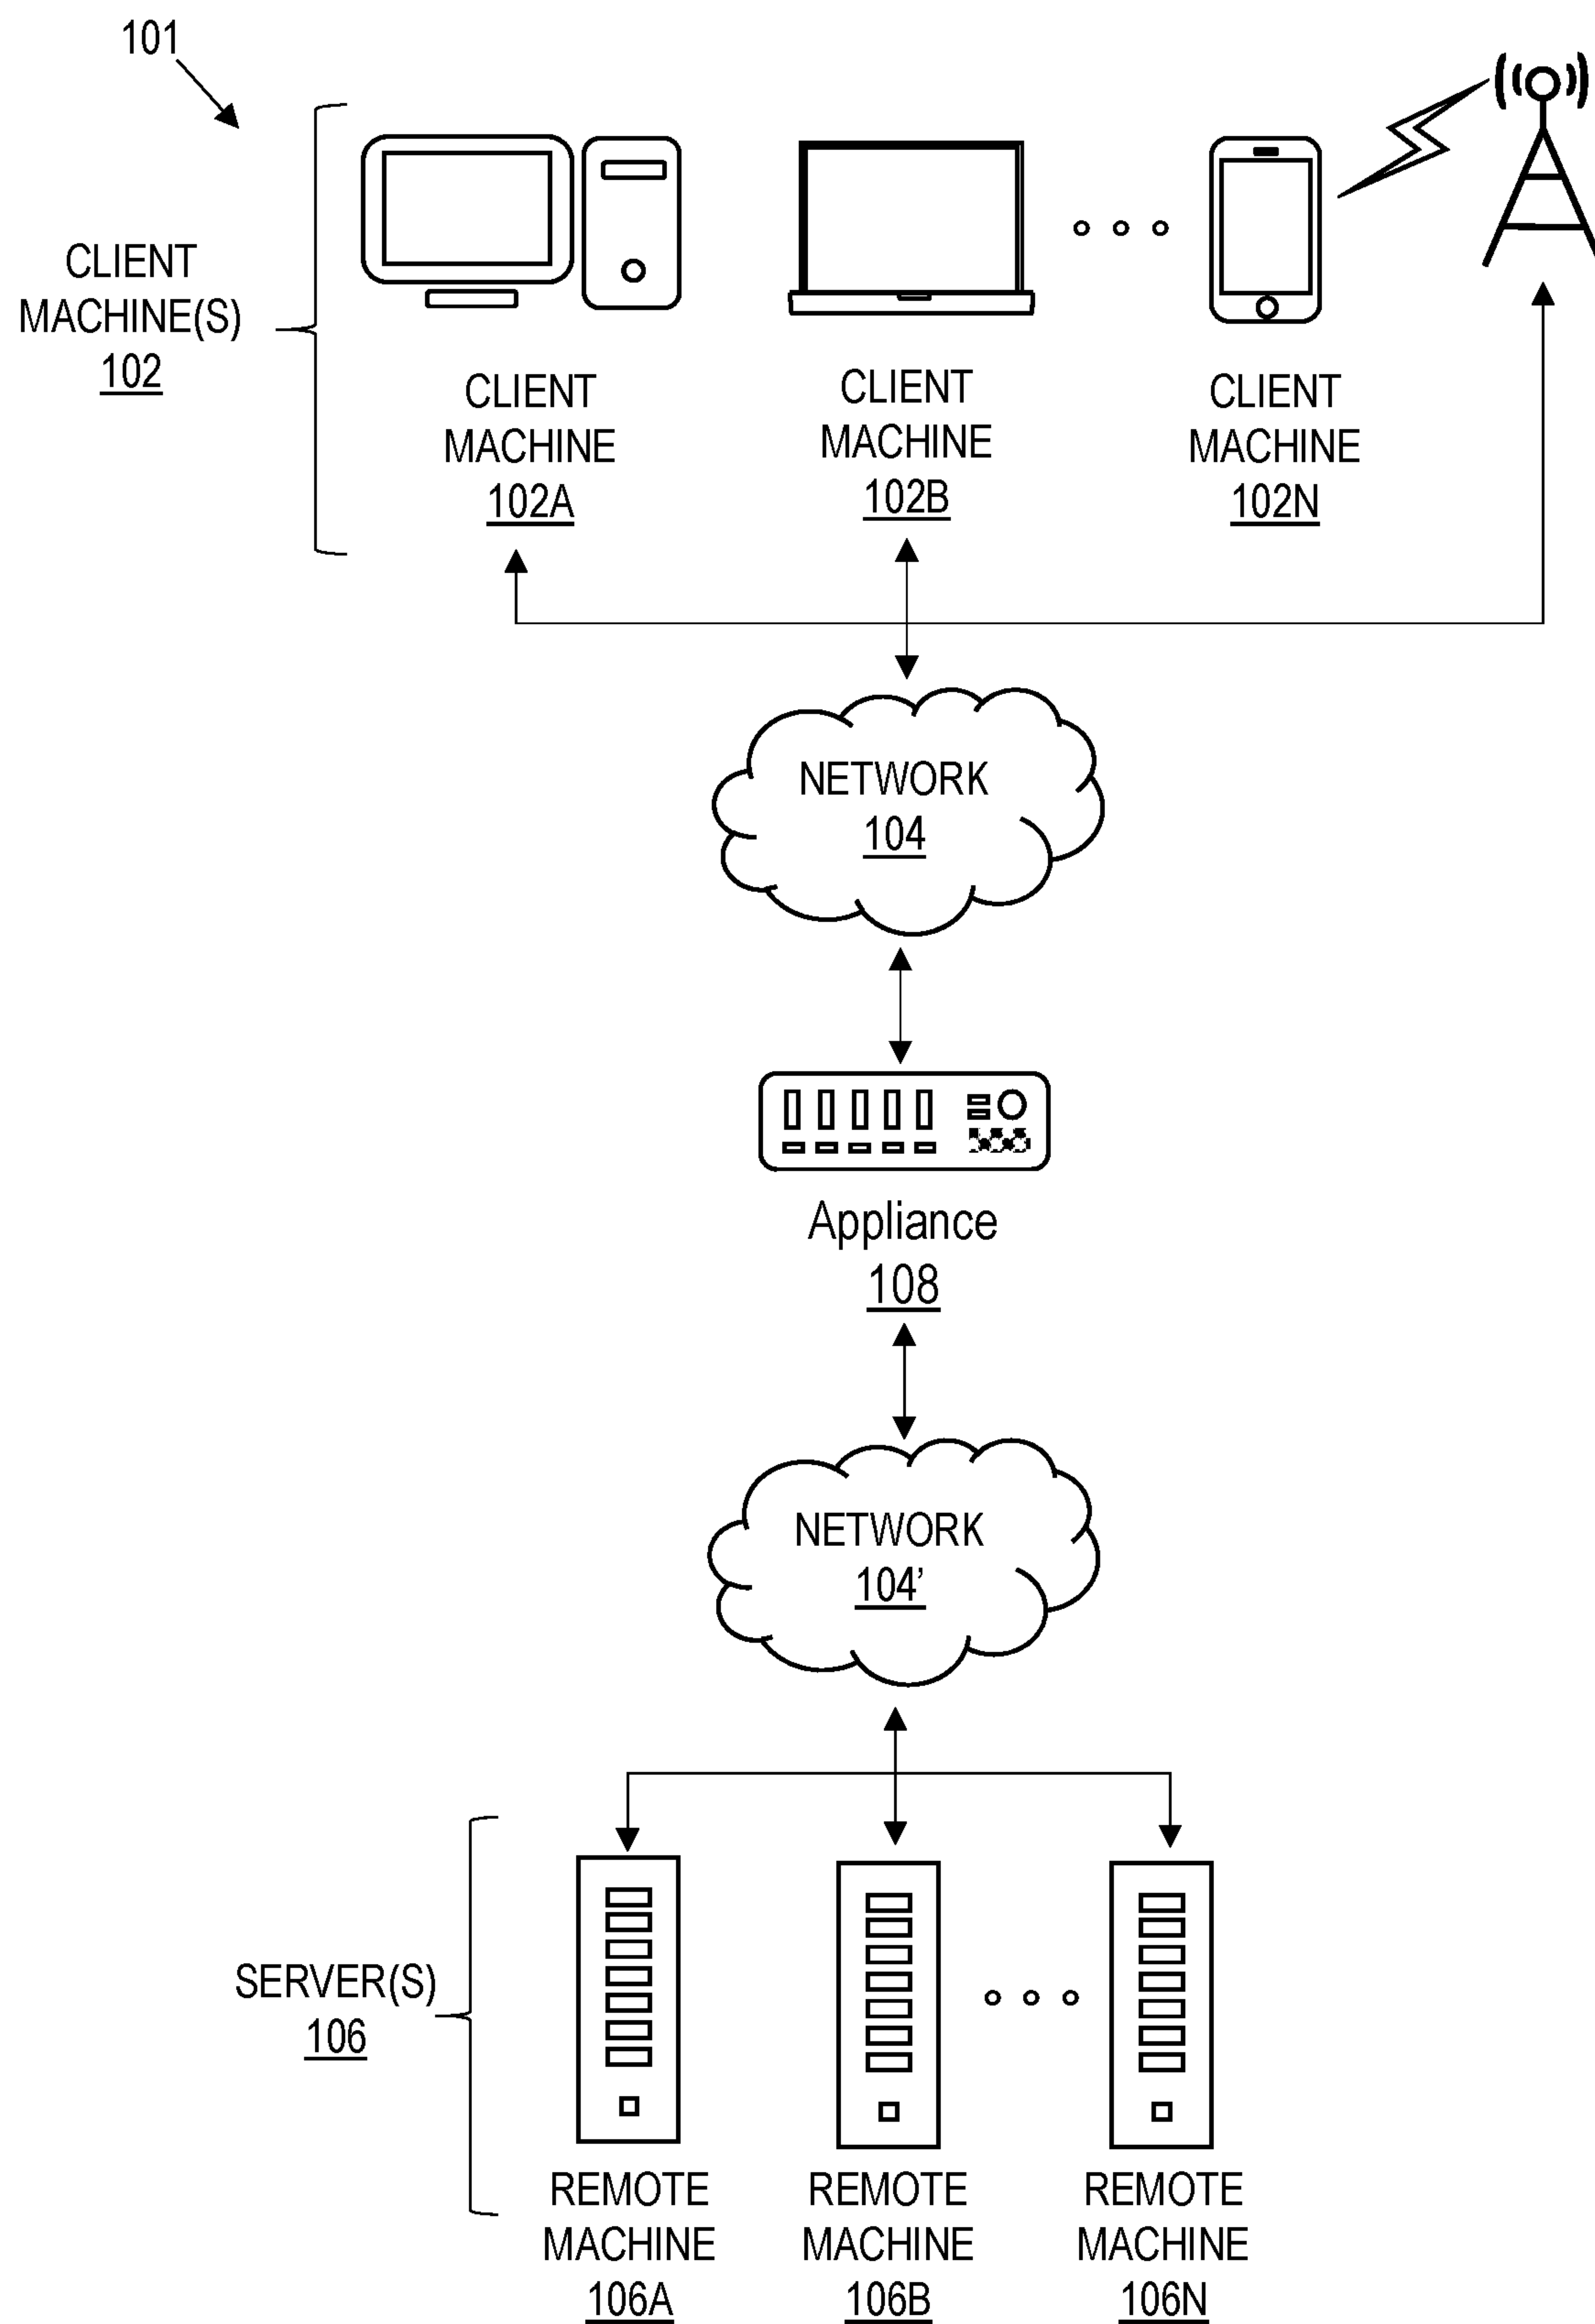 101
CLIENT
MACHINE(S)
102
CLIENT
MACHINE
102A
CLIENT
MACHINE
102B
CLIENT
MACHINE
102N
NETWORK
104
Appliance
108
NETWORK
104’
SERVER(S)
106
REMOTE
MACHINE
106A
REMOTE
MACHINE
106B
REMOTE
MACHINE
106N